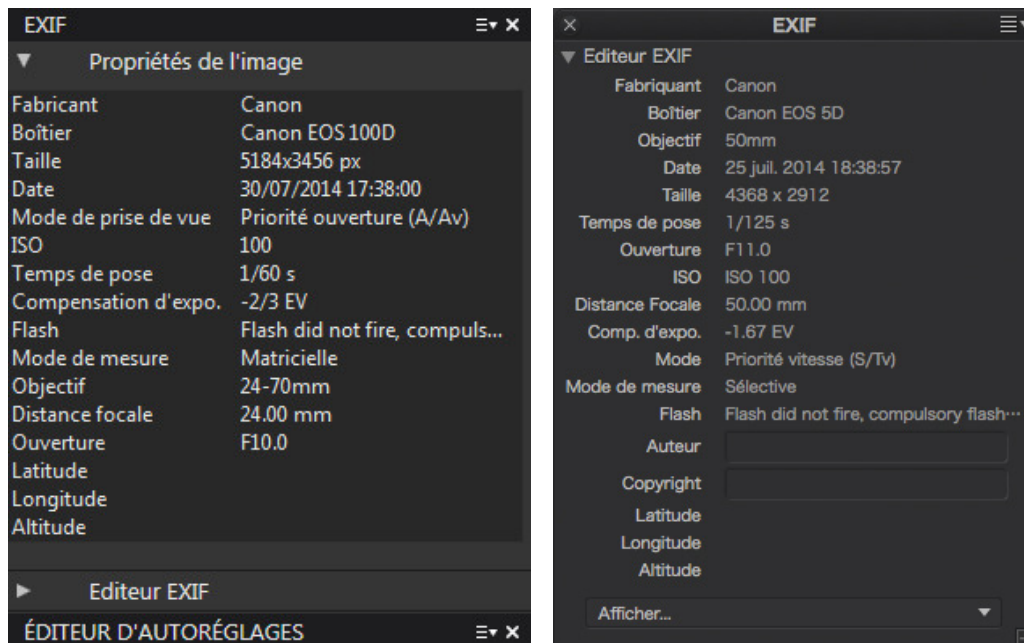 EXIF
Propriétés de l'image
Fabricant Canon
Boîtier Canon EOS 100D
Taille 5184x3456 px
Date 30/07/2014 17:38:00
Mode de prise de vue Priorité ouverture (A/Av)
ISO 100
Temps de pose 1/60 s
Compensation d'expo. -2/3 EV
Flash Flash did not fire, compuls...
Mode de mesure Matricielle
Objectif 24-70mm
Distance focale 24.00 mm
Ouverture F10.0
Latitude
Longitude
Altitude
Editeur EXIF
ÉDITEUR D'AUTORÉGLAGES
EXIF
Editeur EXIF
Fabriquant Canon
Boîtier Canon EOS 5D
Objectif 50mm
Date 25 juil. 2014 18:38:57
Taille 4368 x 2912
Temps de pose 1/125 s
Ouverture F11.0
ISO ISO 100
Distance Focale 50.00 mm
Comp. d'expo. -1.67 EV
Mode Priorité vitesse (S/Tv)
Mode de mesure Sélective
Flash Flash did not fire, compulsory flash...
Auteur
Copyright
Latitude
Longitude
Altitude
Afficher...